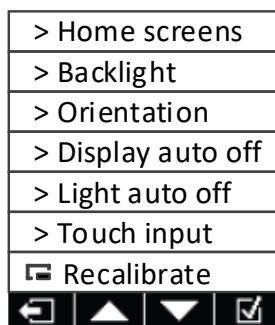 > Home screens
> Backlight
> Orientation
> Display auto off
> Light auto off
> Touch input
Recalibrate